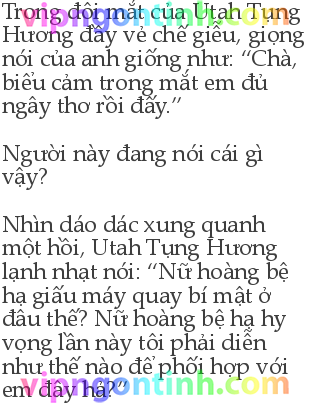 Trong đôi mắt của Utah Tụng
Hương đầy vẻ chế giễu, giọng
nói của anh giống như: “Chà,
biểu cảm trong mắt em đủ
ngây thơ rồi đấy.”
Người này đang nói cái gì
vậy?
Nhìn dáo dác xung quanh
một hồi, Utah Tụng Hương
lạnh nhạt nói: “Nữ hoàng bệ
hạ giấu máy quay bí mật ở
đâu thế? Nữ hoàng bệ hạ hy
vọng lần này tôi phải diễn
như thế nào để phối hợp với
em đây hả?”
vipngontinh.com
vipngontinh.com